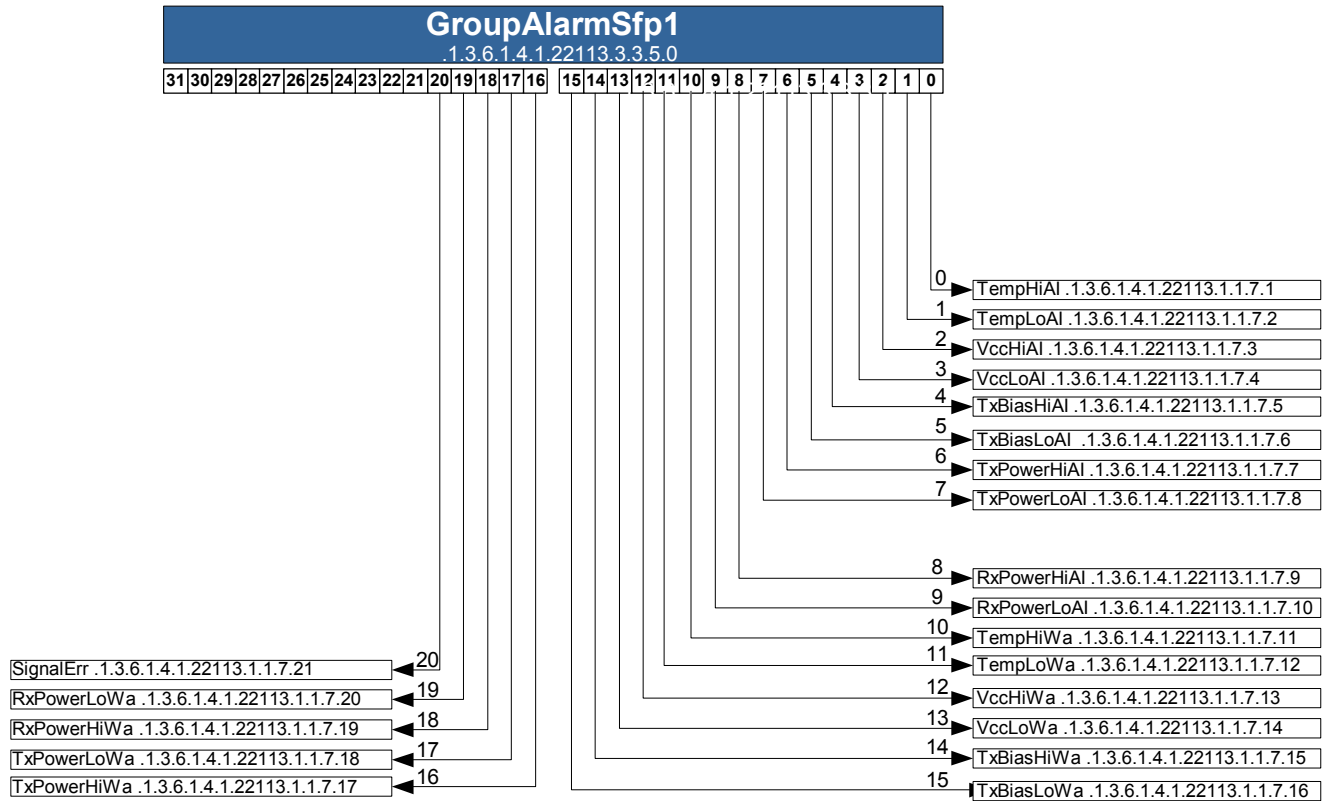 GroupAlarmSfp1
.1.3.6.1.4.1.22113.3.3.5.0
31 30 29 28 27 26 25 24 23 22 21 20 19 18 17 16 15 14 13 12 11 10 9 8 7 6 5 4 3 2 1 0
0 TempHiAl .1.3.6.1.4.1.22113.1.1.7.1
1 TempLoAl .1.3.6.1.4.1.22113.1.1.7.2
2 VccHiAl .1.3.6.1.4.1.22113.1.1.7.3
3 VccLoAl .1.3.6.1.4.1.22113.1.1.7.4
4 TxBiasHiAl .1.3.6.1.4.1.22113.1.1.7.5
5 TxBiasLoAl .1.3.6.1.4.1.22113.1.1.7.6
6 TxPowerHiAl .1.3.6.1.4.1.22113.1.1.7.7
7 TxPowerLoAl .1.3.6.1.4.1.22113.1.1.7.8
8 RxPowerHiAl .1.3.6.1.4.1.22113.1.1.7.9
9 RxPowerLoAl .1.3.6.1.4.1.22113.1.1.7.10
10 TempHiWa .1.3.6.1.4.1.22113.1.1.7.11
11 TempLoWa .1.3.6.1.4.1.22113.1.1.7.12
12 VccHiWa .1.3.6.1.4.1.22113.1.1.7.13
13 VccLoWa .1.3.6.1.4.1.22113.1.1.7.14
14 TxBiasHiWa .1.3.6.1.4.1.22113.1.1.7.15
15 TxBiasLoWa .1.3.6.1.4.1.22113.1.1.7.16
SignalErr .1.3.6.1.4.1.22113.1.1.7.21 20
RxPowerLoWa .1.3.6.1.4.1.22113.1.1.7.20 19
RxPowerHiWa .1.3.6.1.4.1.22113.1.1.7.19 18
TxPowerLoWa .1.3.6.1.4.1.22113.1.1.7.18 17
TxPowerHiWa .1.3.6.1.4.1.22113.1.1.7.17 16